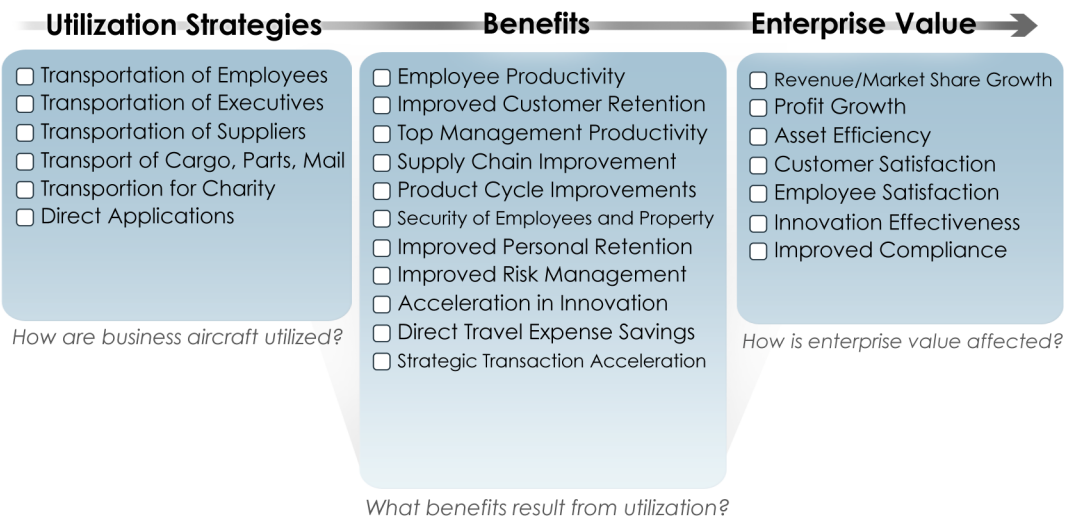 Utilization Strategies
Benefits
Enterprise Value
Transportation of Employees
Transportation of Executives
Transportation of Suppliers
Transport of Cargo, Parts, Mail
Transportion for Charity
Direct Applications
How are business aircraft utilized?
Employee Productivity
Improved Customer Retention
Top Management Productivity
Supply Chain Improvement
Product Cycle Improvements
Security of Employees and Property
Improved Personal Retention
Improved Risk Management
Acceleration in Innovation
Direct Travel Expense Savings
Strategic Transaction Acceleration
What benefits result from utilization?
Revenue/Market Share Growth
Profit Growth
Asset Efficiency
Customer Satisfaction
Employee Satisfaction
Innovation Effectiveness
Improved Compliance
How is enterprise value affected?